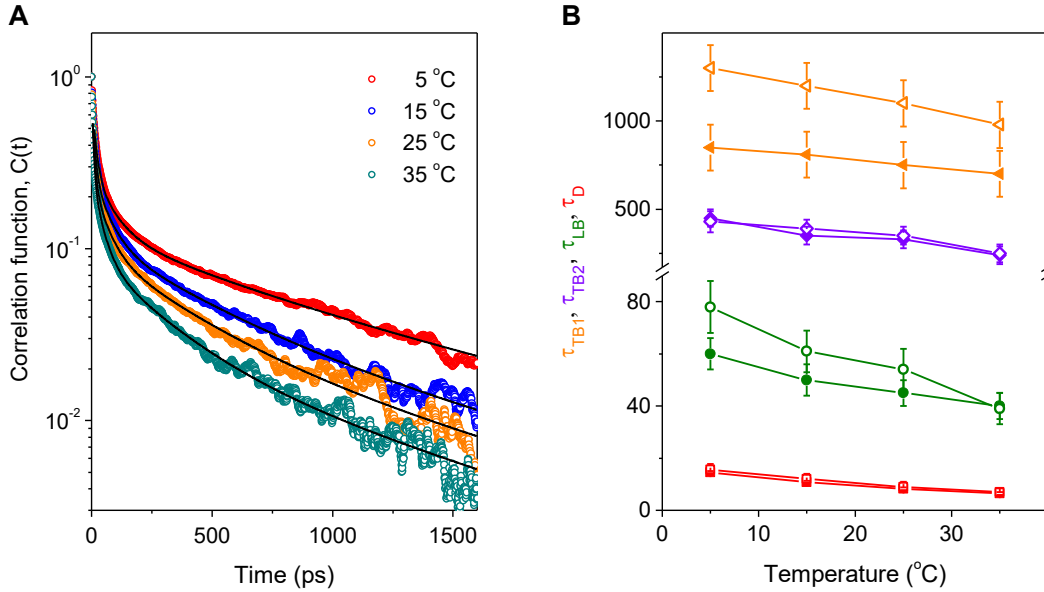 A
Correlation function, C(t)
10⁰
10⁻¹
10⁻²
5 °C
15 °C
25 °C
35 °C
0 500 1000 1500
Time (ps)
B
τTB1, τTB2, τLB, τD
1000
500
80
40
0
0 10 20 30
Temperature (°C)